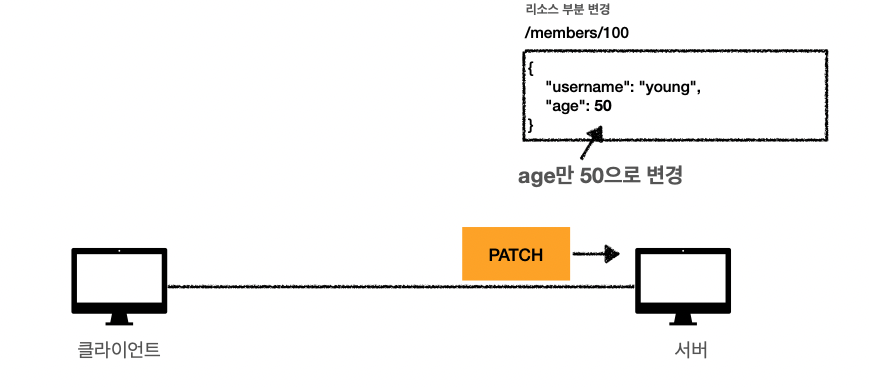 리소스 부분 변경
/members/100
{
"username": "young",
"age": 50
}
age만 50으로 변경
PATCH
클라이언트
서버